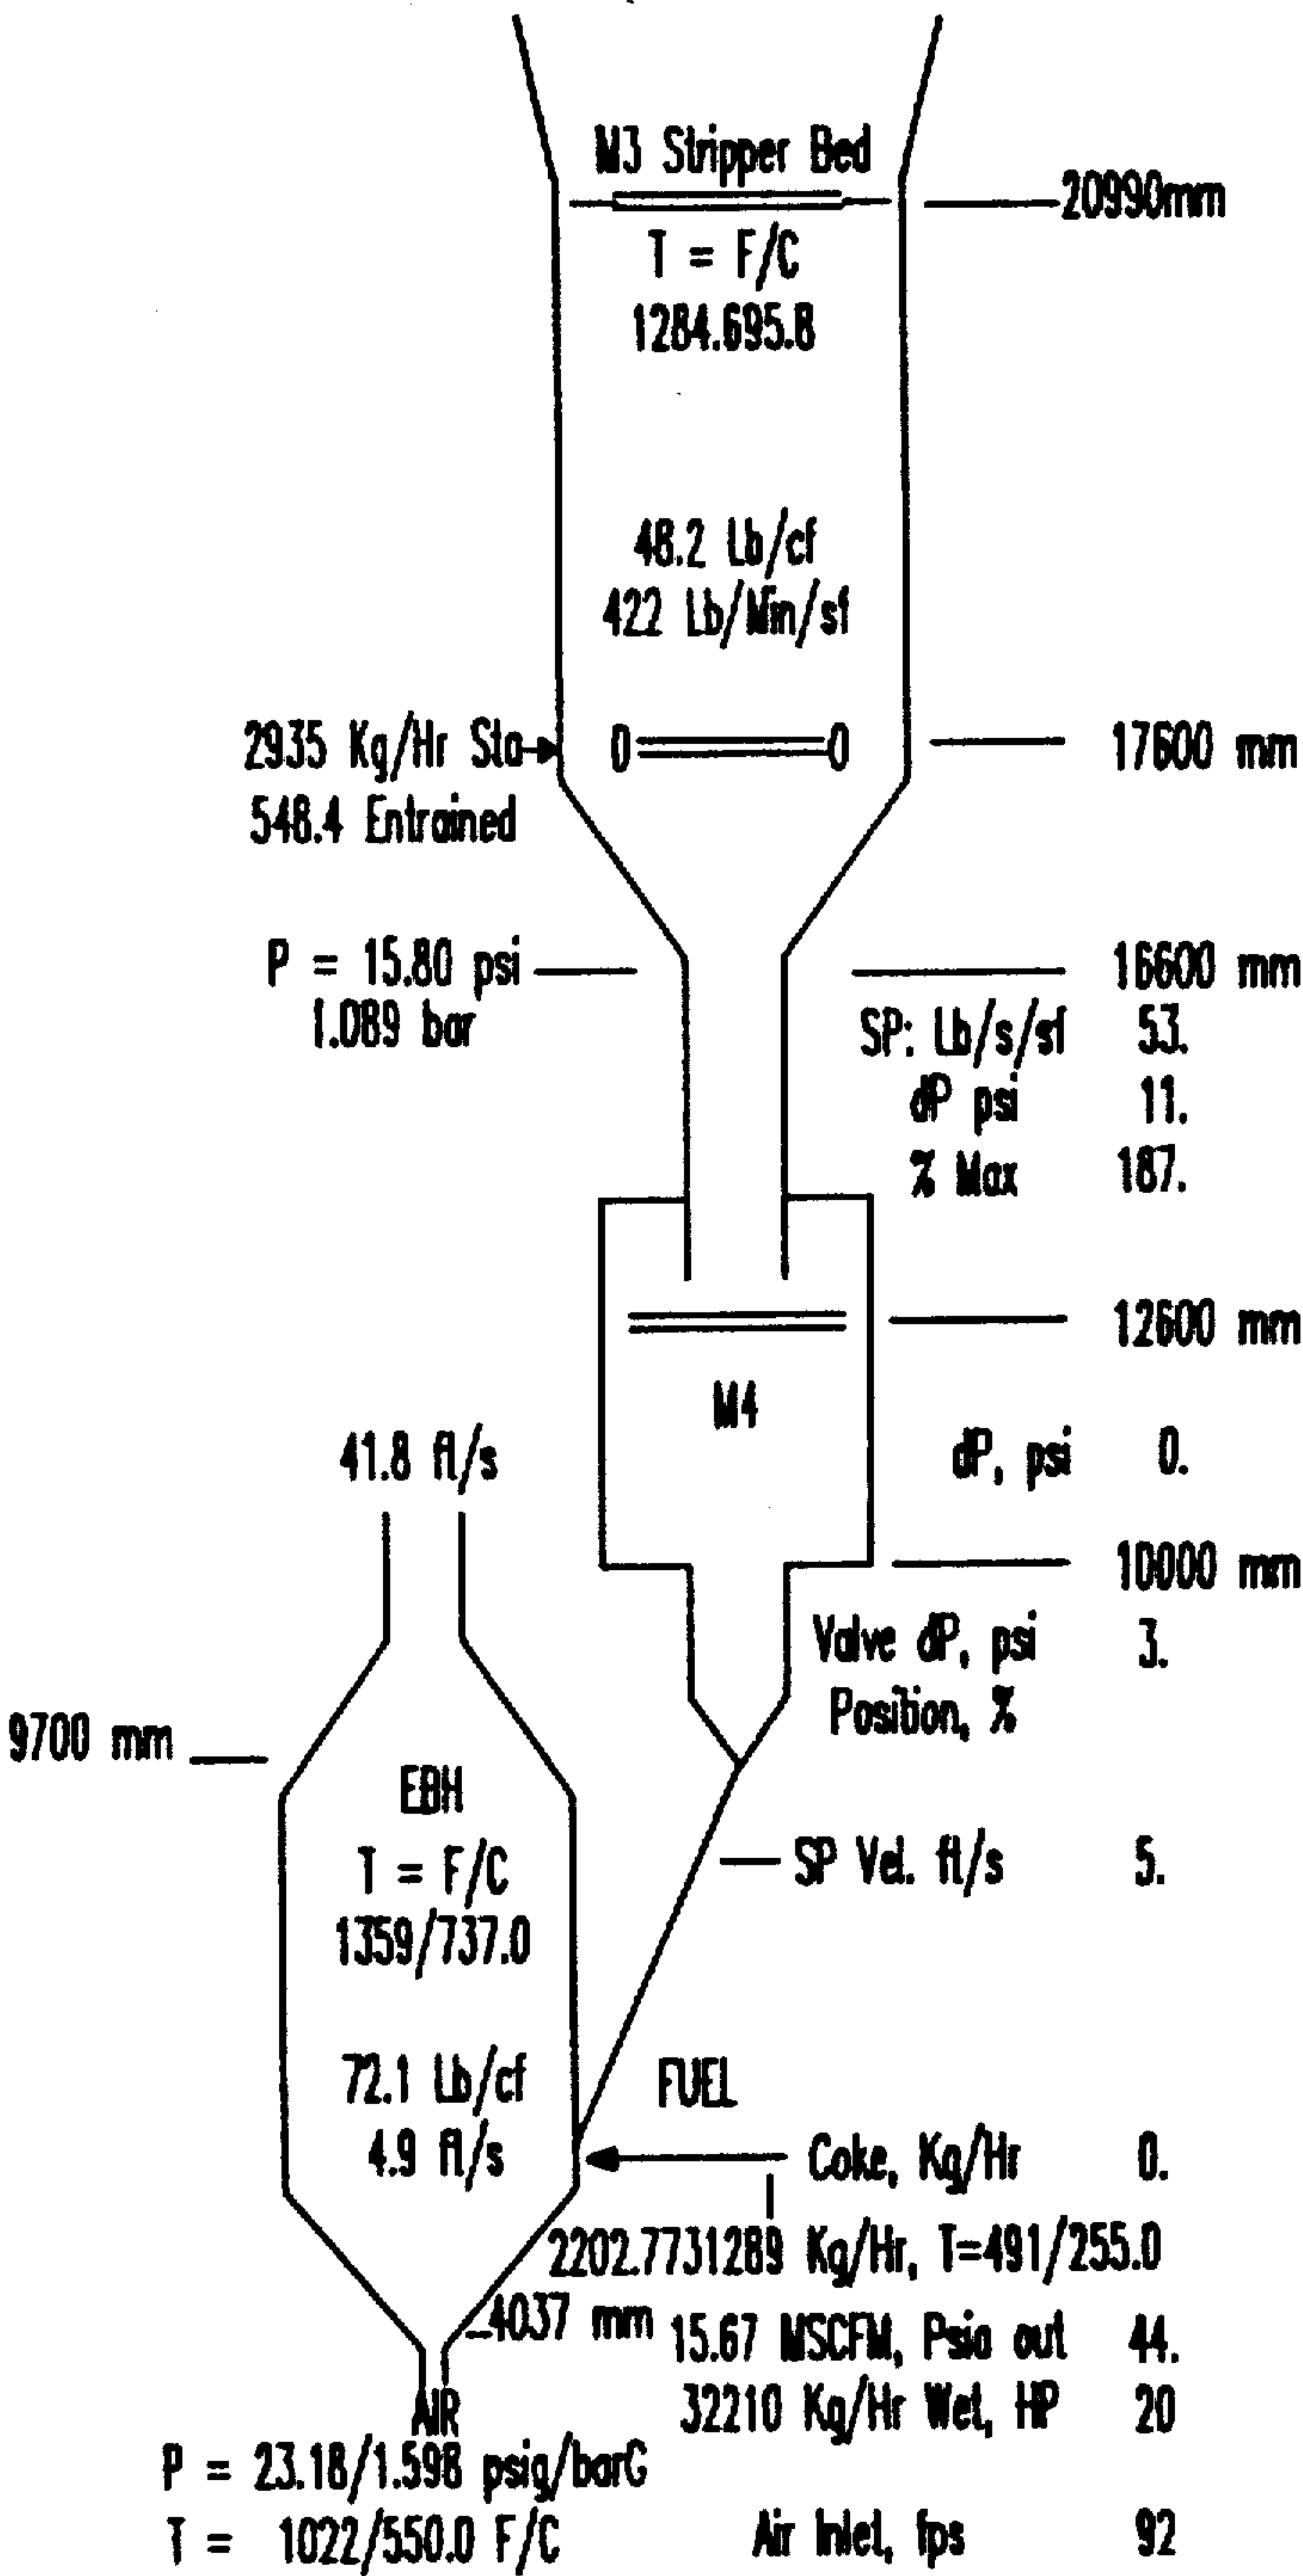 M3 Stripper Bed
20990mm
T = F/C
1284.695.8
48.2 Lb/cf
422 Lb/Min/sf
2935 Kg/Hr Sta
0 0
17600 mm
548.4 Entrained
P = 15.80 psi
16600 mm
1.089 bar
SP: Lb/s/sf 53.
dP psi 11.
% Max 187.
12600 mm
M4
41.8 ft/s
dP, psi 0.
10000 mm
Valve dP, psi 3.
Position, %
9700 mm
EBH
T = F/C
SP Vel. ft/s 5.
1359/737.0
72.1 Lb/cf
FUEL
4.9 ft/s
Coke, Kg/Hr 0.
2202.7731289 Kg/Hr, T=491/255.0
4037 mm
15.67 MSCFM, Psia out 44.
AIR
32210 Kg/Hr Wet, HP 20
P = 23.18/1.598 psig/barG
T = 1022/550.0 F/C
Air Inlet, fps 92